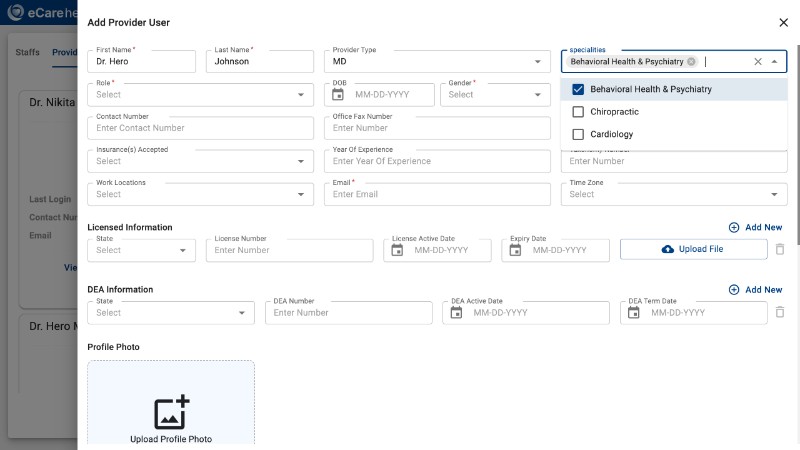 eCare he
Staffs
Provid
Dr. Nikita
Last Login
Contact Nur
Email
Vie
Dr. Hero M
Add Provider User
First Name *
Dr. Hero
Last Name *
Johnson
Provider Type
MD
specialities
Behavioral Health & Psychiatry
Behavioral Health & Psychiatry
Chiropractic
Cardiology
Role *
Select
DOB
MM-DD-YYYY
Gender *
Select
Contact Number
Enter Contact Number
Office Fax Number
Enter Number
Insurance(s) Accepted
Select
Year Of Experience
Enter Year Of Experience
Taxonomy Number
Enter Number
Work Locations
Select
Email *
Enter Email
Time Zone
Select
Licensed Information
Add New
State
Select
License Number
Enter Number
License Active Date
MM-DD-YYYY
Expiry Date
MM-DD-YYYY
Upload File
DEA Information
Add New
State
Select
DEA Number
Enter Number
DEA Active Date
MM-DD-YYYY
DEA Term Date
MM-DD-YYYY
Profile Photo
Upload Profile Photo